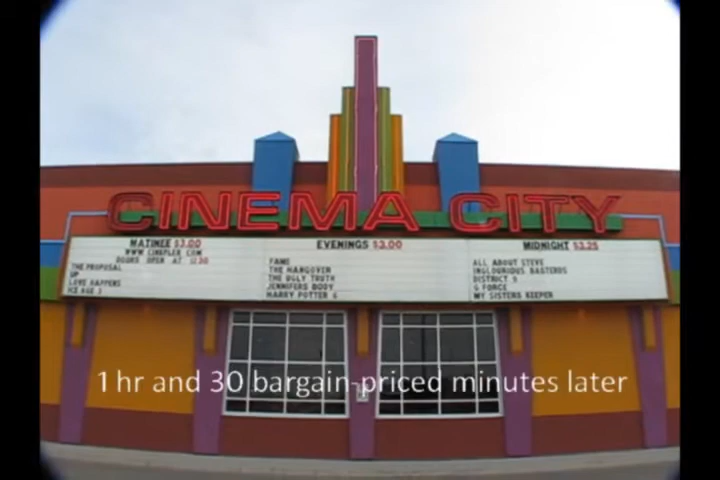 CINEMA CITY
MATINEE $3.00
WWW.CINEPLEX.COM
DOORS OPEN AT 12:30
THE PROPOSAL
UP
LOVE HAPPENS
ICE AGE 3
EVENINGS $3.00
FAME
THE HANGOVER
THE UGLY TRUTH
JENNIFERS BODY
HARRY POTTER 6
MIDNIGHT $3.25
ALL ABOUT STEVE
INGLOURIOUS BASTERDS
DISTRICT 9
G FORCE
MY SISTERS KEEPER
1 hr and 30 bargain-priced minutes later